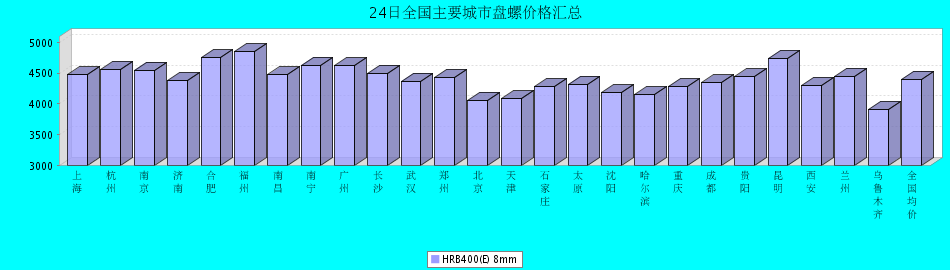 24日全国主要城市盘螺价格汇总
5000
4500
4000
3500
3000
上海
杭州
南京
济南
合肥
福州
南昌
南宁
广州
长沙
武汉
郑州
北京
天津
石家庄
太原
沈阳
哈尔滨
重庆
成都
贵阳
昆明
西安
兰州
乌鲁木齐
全国均价
HRB400(E) 8mm